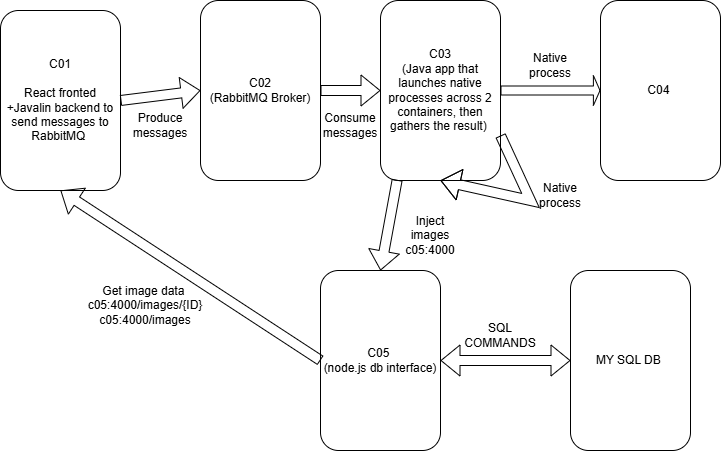 C01
React fronted
+Javalin backend to
send messages to
RabbitMQ
Produce
messages
C02
(RabbitMQ Broker)
Consume
messages
C03
(Java app that
launches native
processes across 2
containers, then
gathers the result)
Native
process
C04
Native
process
Inject
images
c05:4000
Get image data
c05:4000/images/{ID}
c05:4000/images
C05
(node.js db interface)
SQL
COMMANDS
MY SQL DB